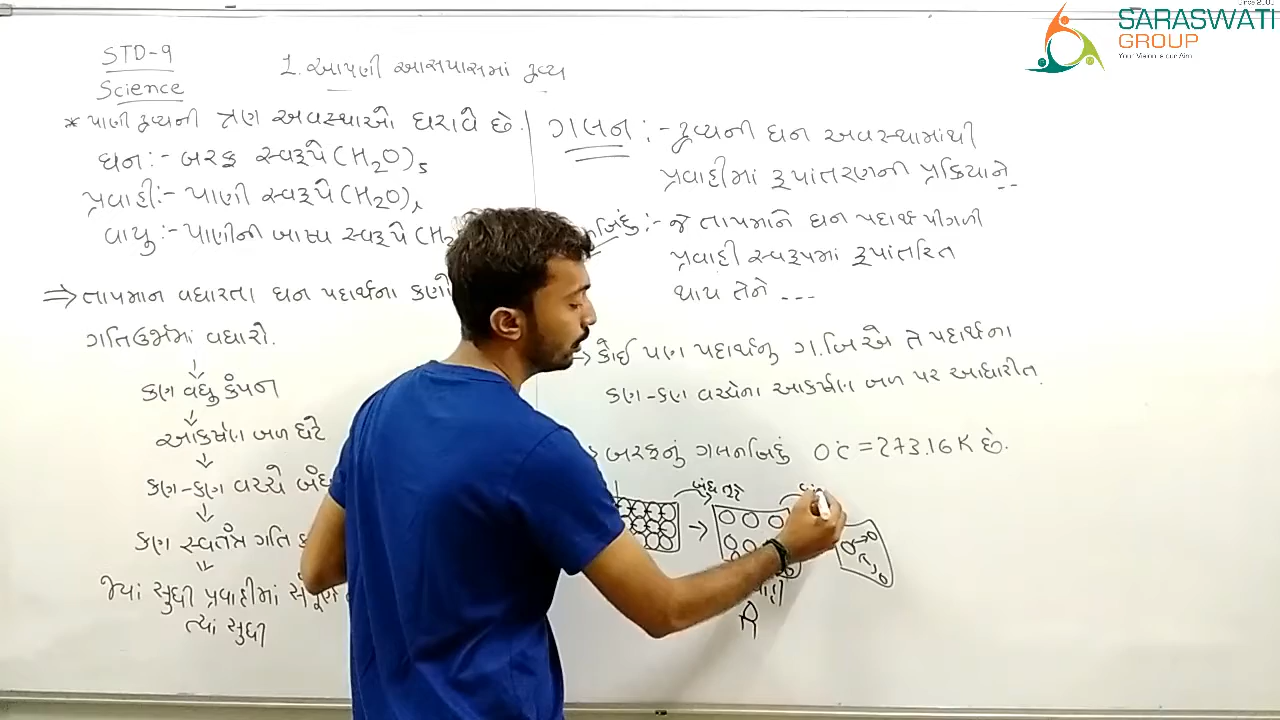 SARASWATI
GROUP
STD-9
Science
1. આપણી આસપાસમાં દ્રવ્ય
* પાણી દ્રવ્યની ત્રણ અવસ્થાઓ ધરાવે છે.
ઘન :- બરફ સ્વરૂપે (H₂O)s
પ્રવાહી:- પાણી સ્વરૂપે (H₂O)l
વાયુ :- પાણીની બાષ્પ સ્વરૂપે (H₂
⇒ તાપમાન વધારતા ઘન પદાર્થના કણો
ગતિઊર્જામાં વધારો.
↓
કણ વધુ કંપન
↓
આકર્ષણ બળ ઘટે
↓
કણ-કણ વચ્ચે બંધ
↓
કણ સ્વતંત્ર ગતિ
જ્યાં સુધી પ્રવાહીમાં
ત્યાં સુધી
ગલન :- દ્રવ્યની ઘન અવસ્થામાંથી
પ્રવાહીમાં રૂપાંતરણની પ્રક્રિયાને --
નબિંદું :- જે તાપમાને ઘન પદાર્થ પીગળી
પ્રવાહી સ્વરૂપમાં રૂપાંતરિત
થાય તેને ---
→ કોઈ પણ પદાર્થનુ ગ.બિ એ તે પદાર્થના
કણ-કણ વચ્ચેના આકર્ષણ બળ પર આધારીત.
બરફનું ગલનબિંદું 0°c = 273.16 K છે.
બંધ તૂટે